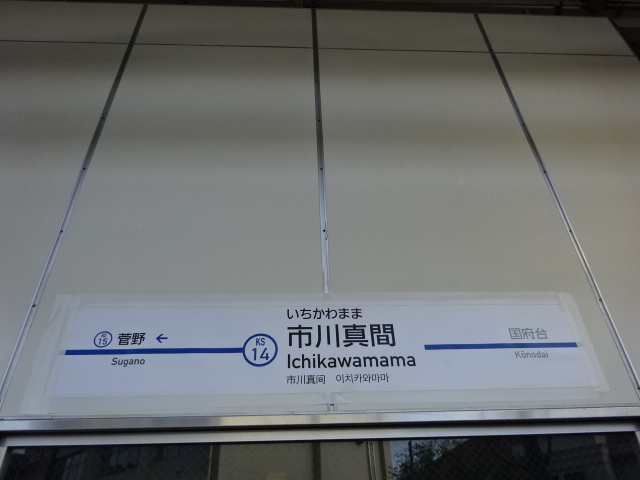 いちかわまま
KS
15
菅野 ←
Sugano
KS
14
市川真間
Ichikawamama
市川真间 이치카와마마
国府台
Kōnodai